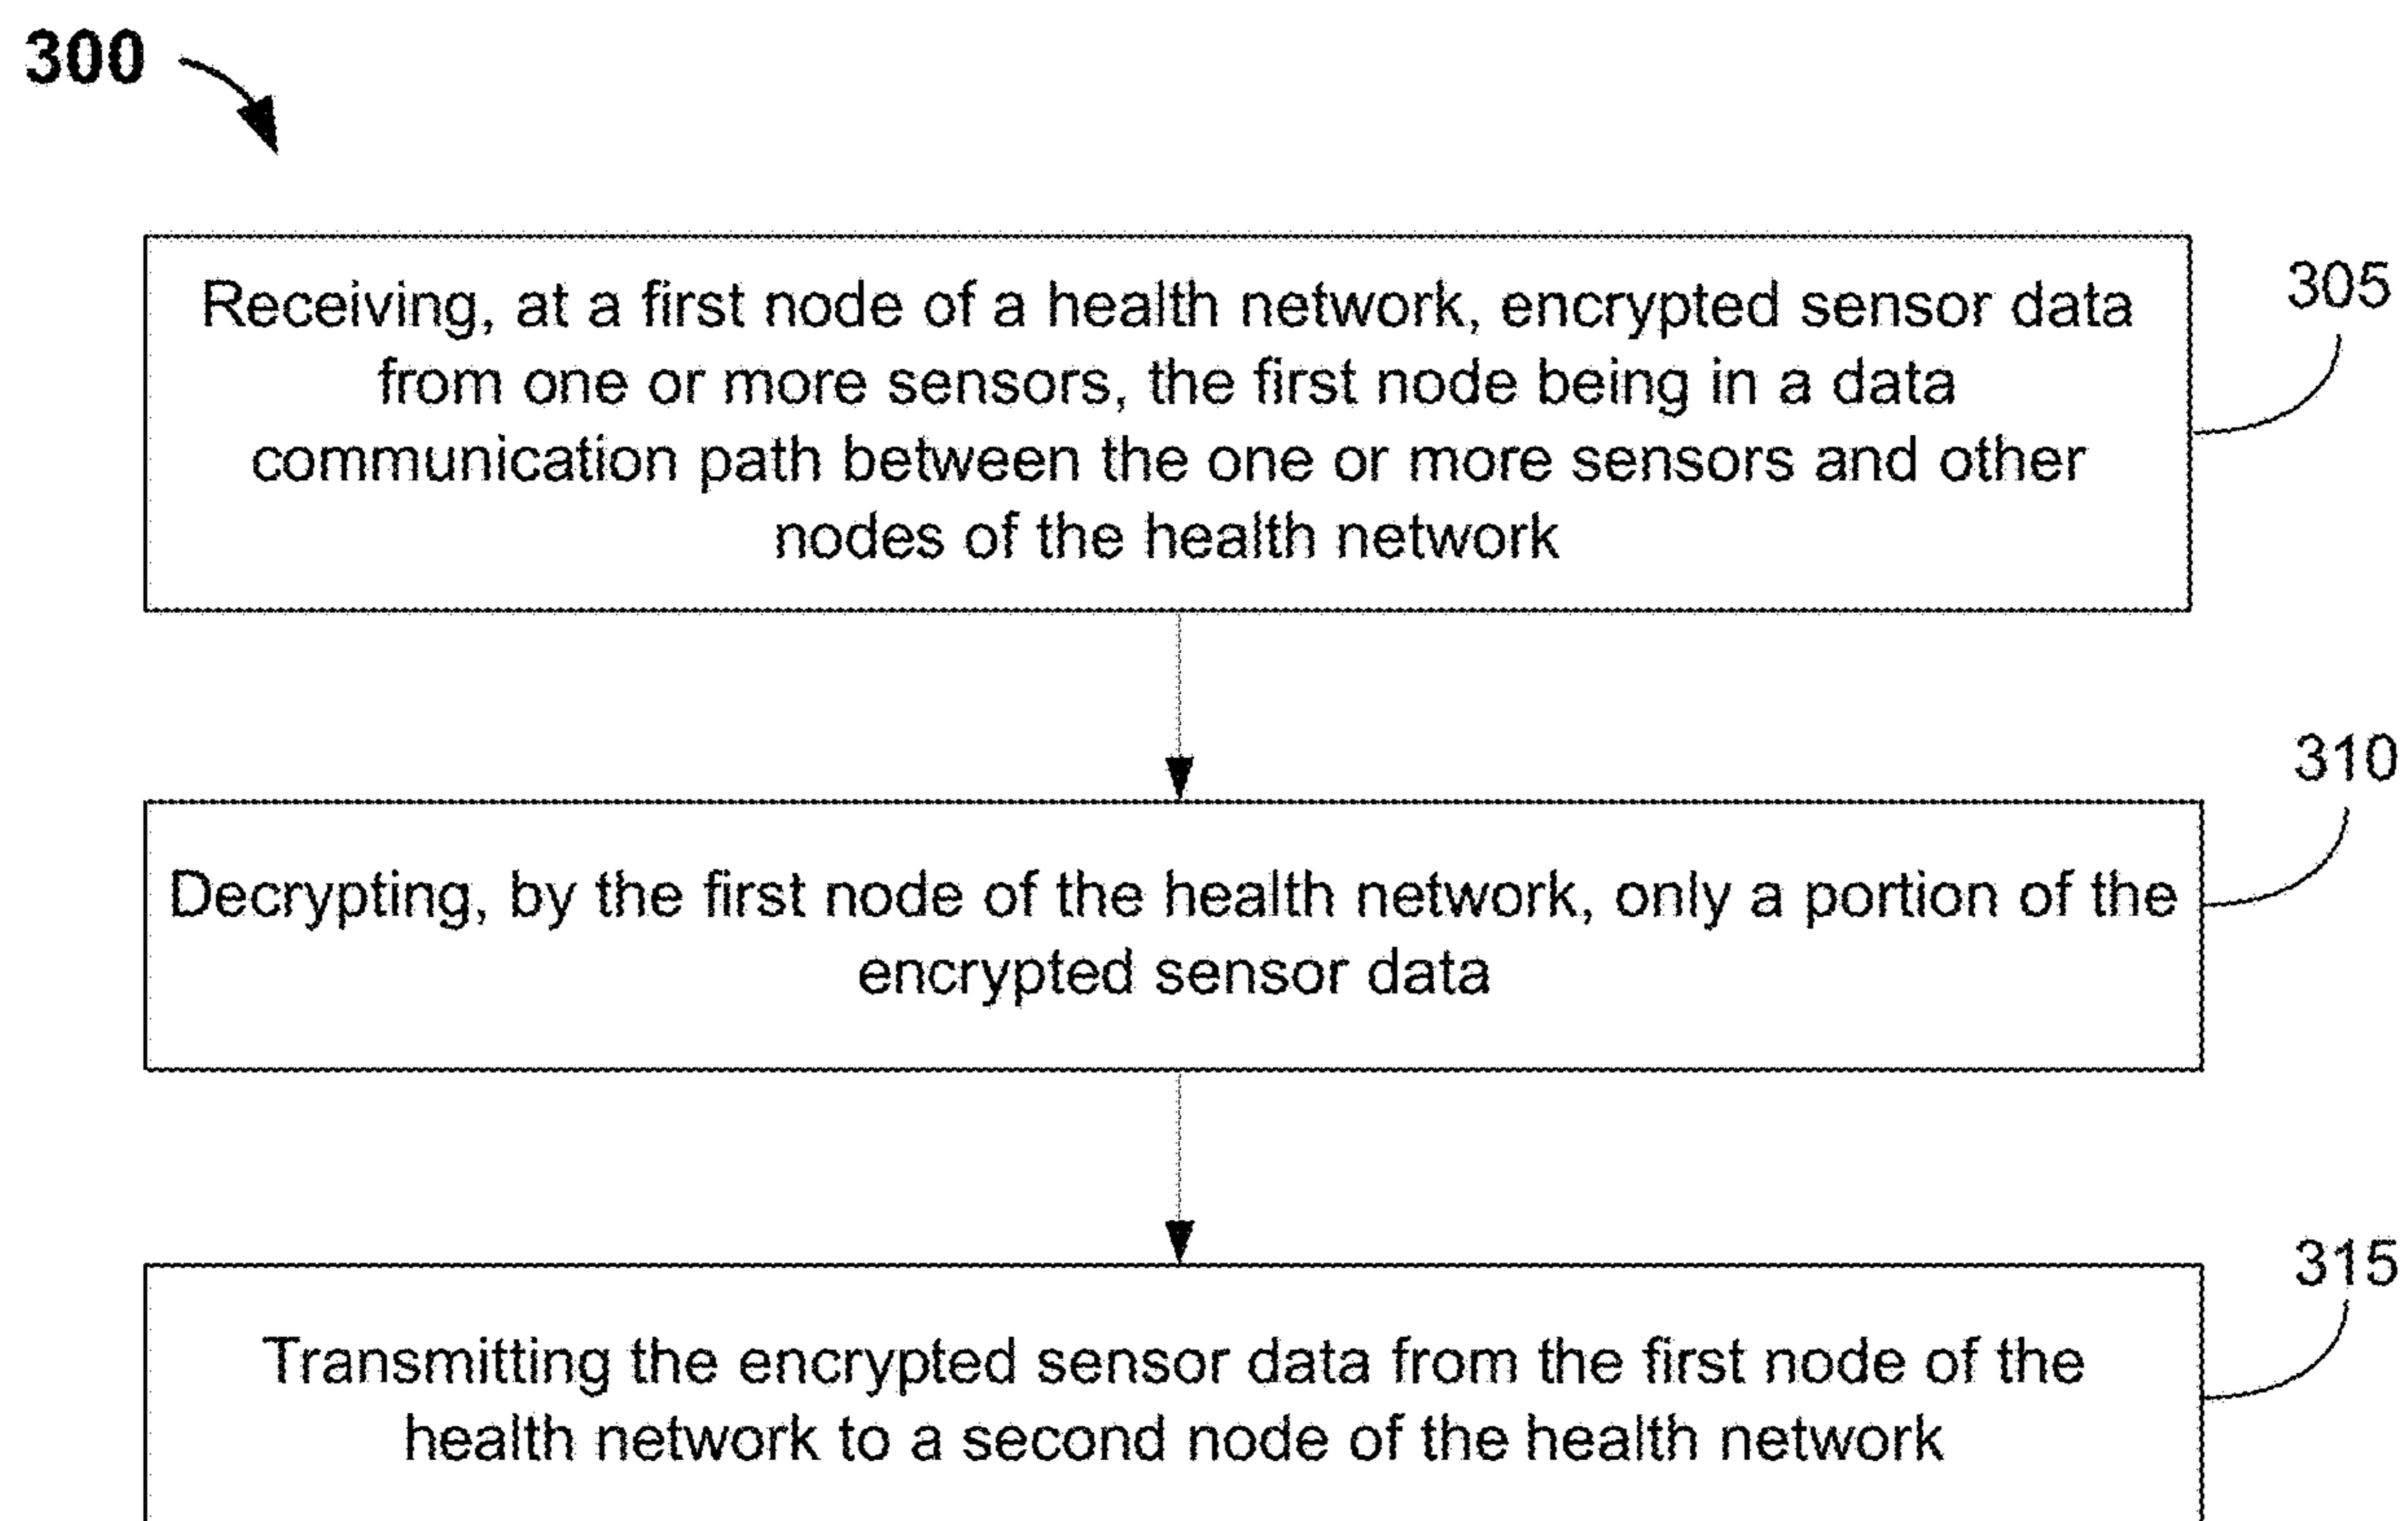 300
Receiving, at a first node of a health network, encrypted sensor data
from one or more sensors, the first node being in a data
communication path between the one or more sensors and other
nodes of the health network
305
Decrypting, by the first node of the health network, only a portion of the
encrypted sensor data
310
Transmitting the encrypted sensor data from the first node of the
health network to a second node of the health network
315